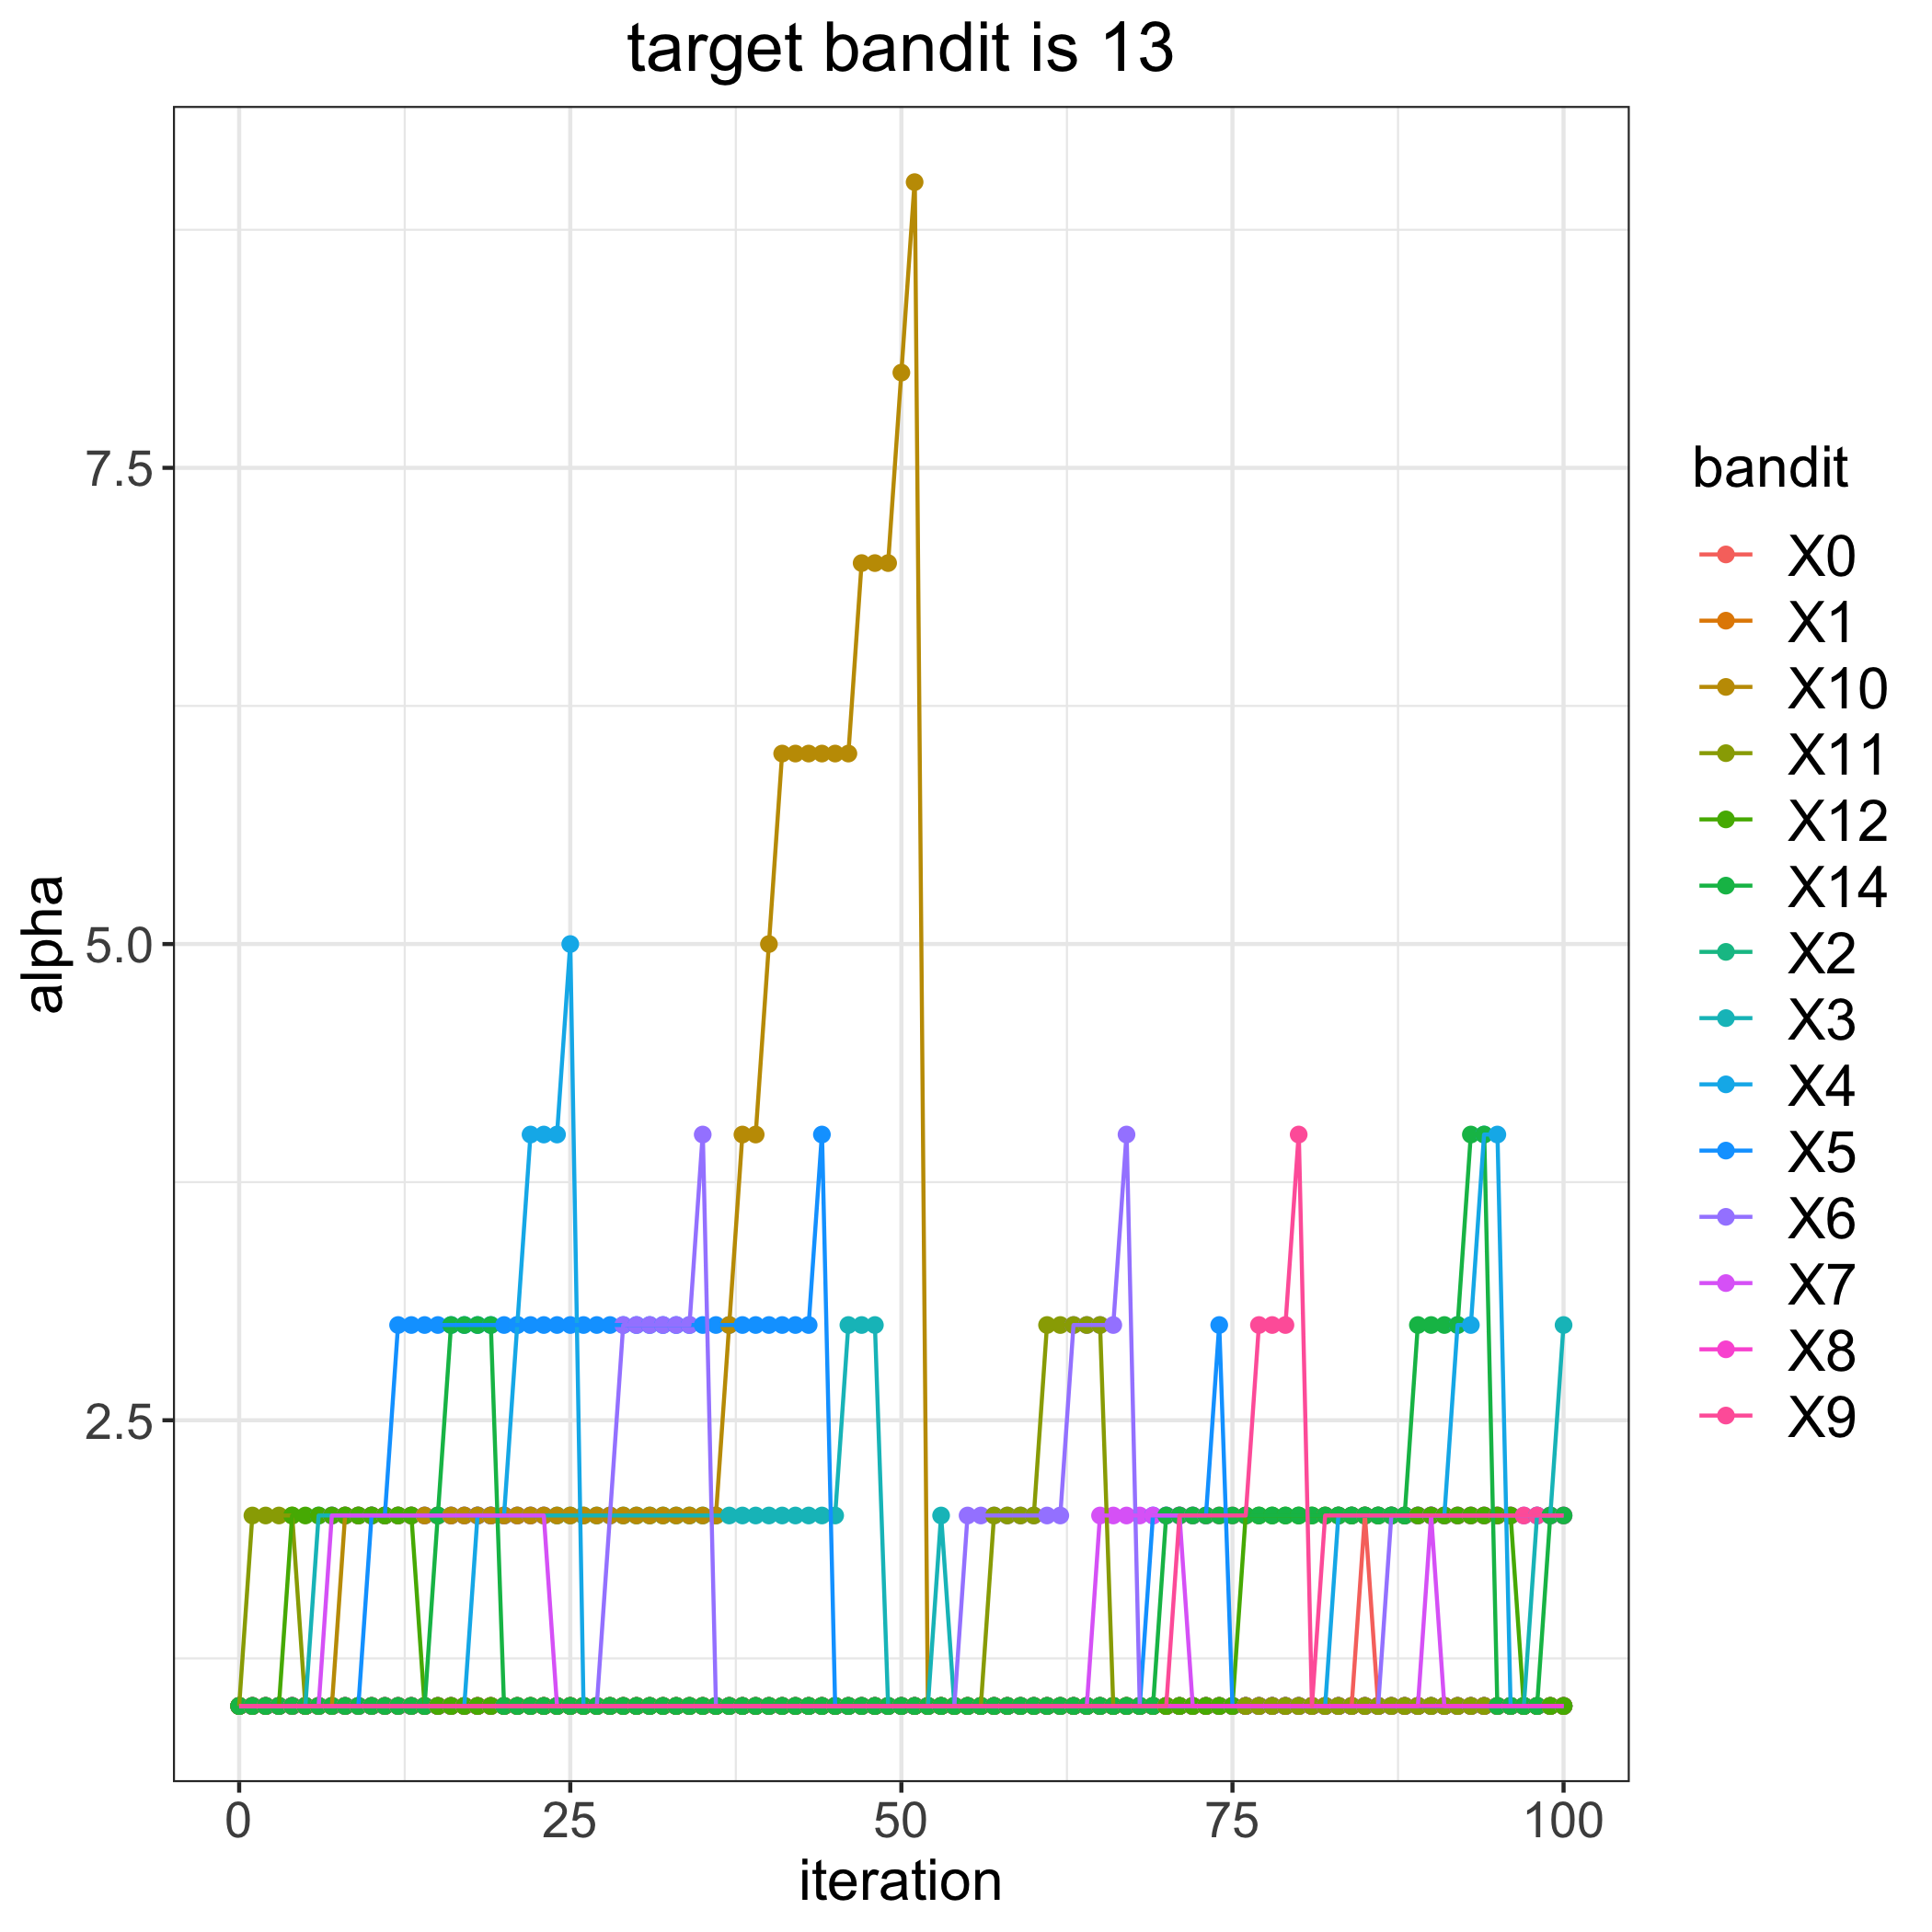 target bandit is 13
alpha
7.5
5.0
2.5
0 25 50 75 100
iteration
bandit
X0
X1
X10
X11
X12
X14
X2
X3
X4
X5
X6
X7
X8
X9